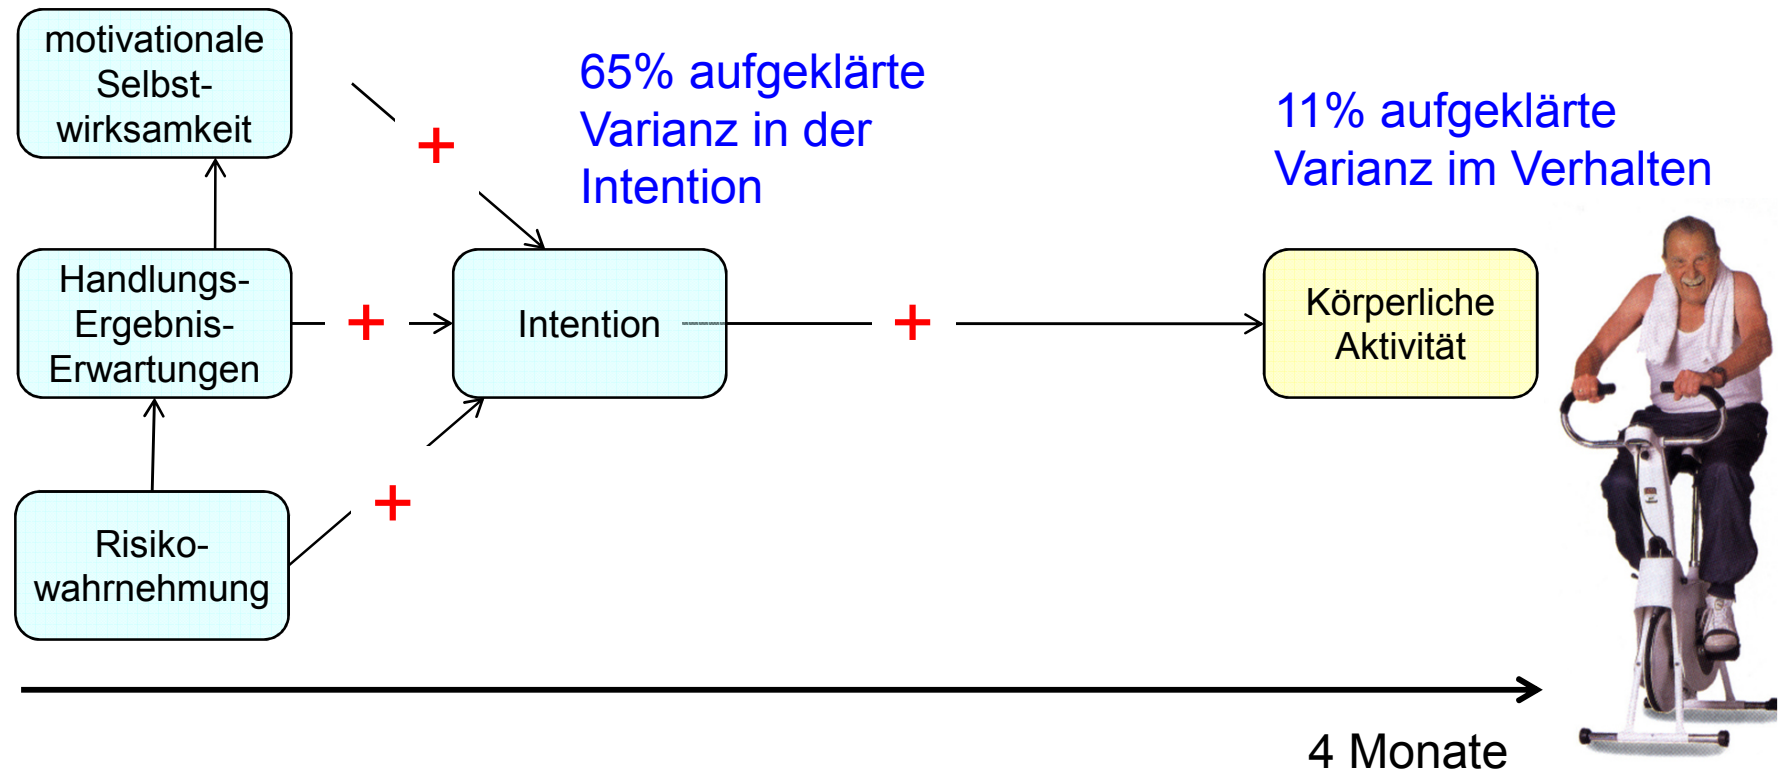 motivationale
Selbst-
wirksamkeit
+
65% aufgeklärte
Varianz in der
Intention
11% aufgeklärte
Varianz im Verhalten
Handlungs-
Ergebnis-
Erwartungen
+
Intention
+
Körperliche
Aktivität
+
Risiko-
wahrnehmung
4 Monate